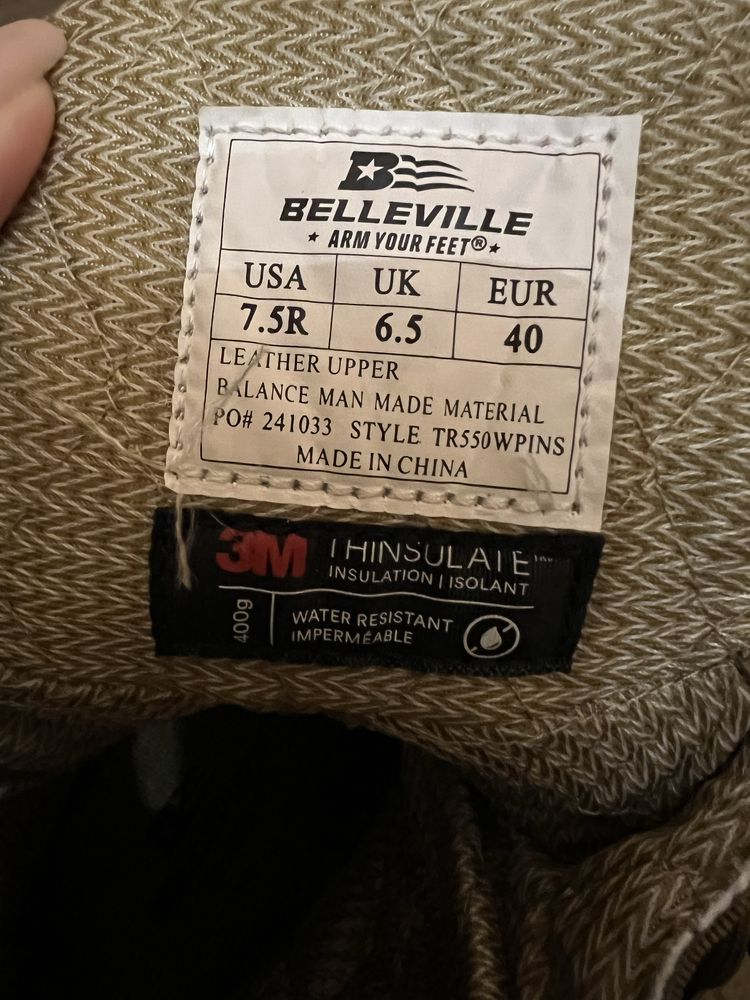 BELLEVILLE
★ ARM YOUR FEET®★
USA UK EUR
7.5R 6.5 40
LEATHER UPPER
BALANCE MAN MADE MATERIAL
PO# 241033 STYLE TR550WPINS
MADE IN CHINA
3M THINSULATE™
INSULATION | ISOLANT
400g
WATER RESISTANT
IMPERMÉABLE